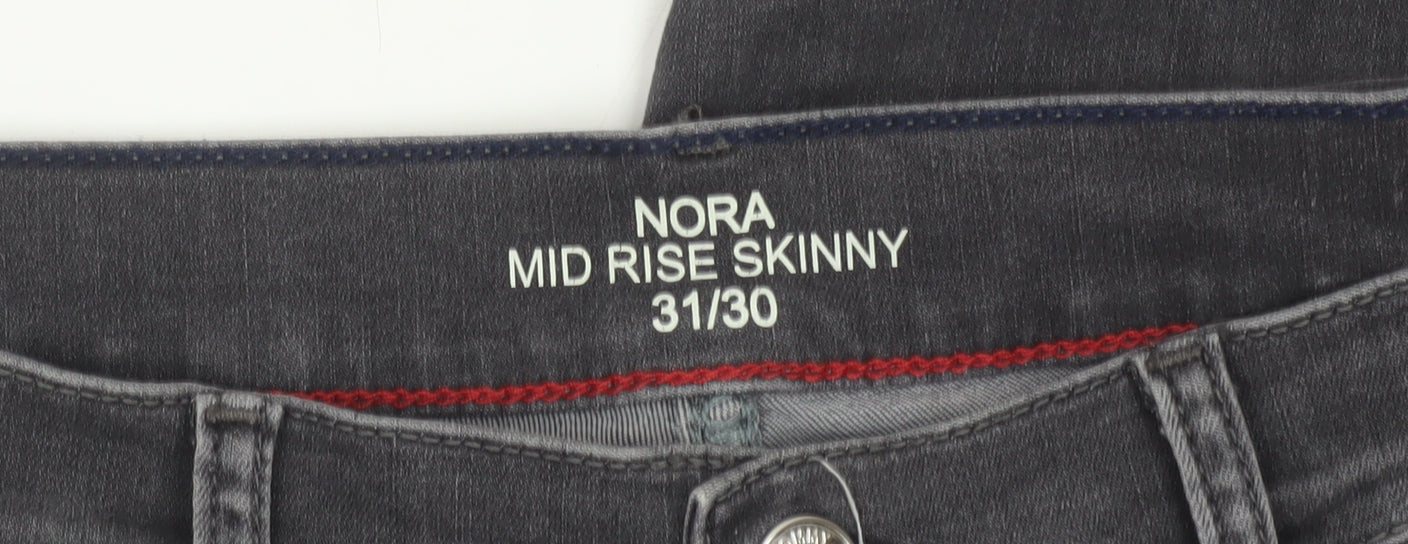 NORA
MID RISE SKINNY
31/30